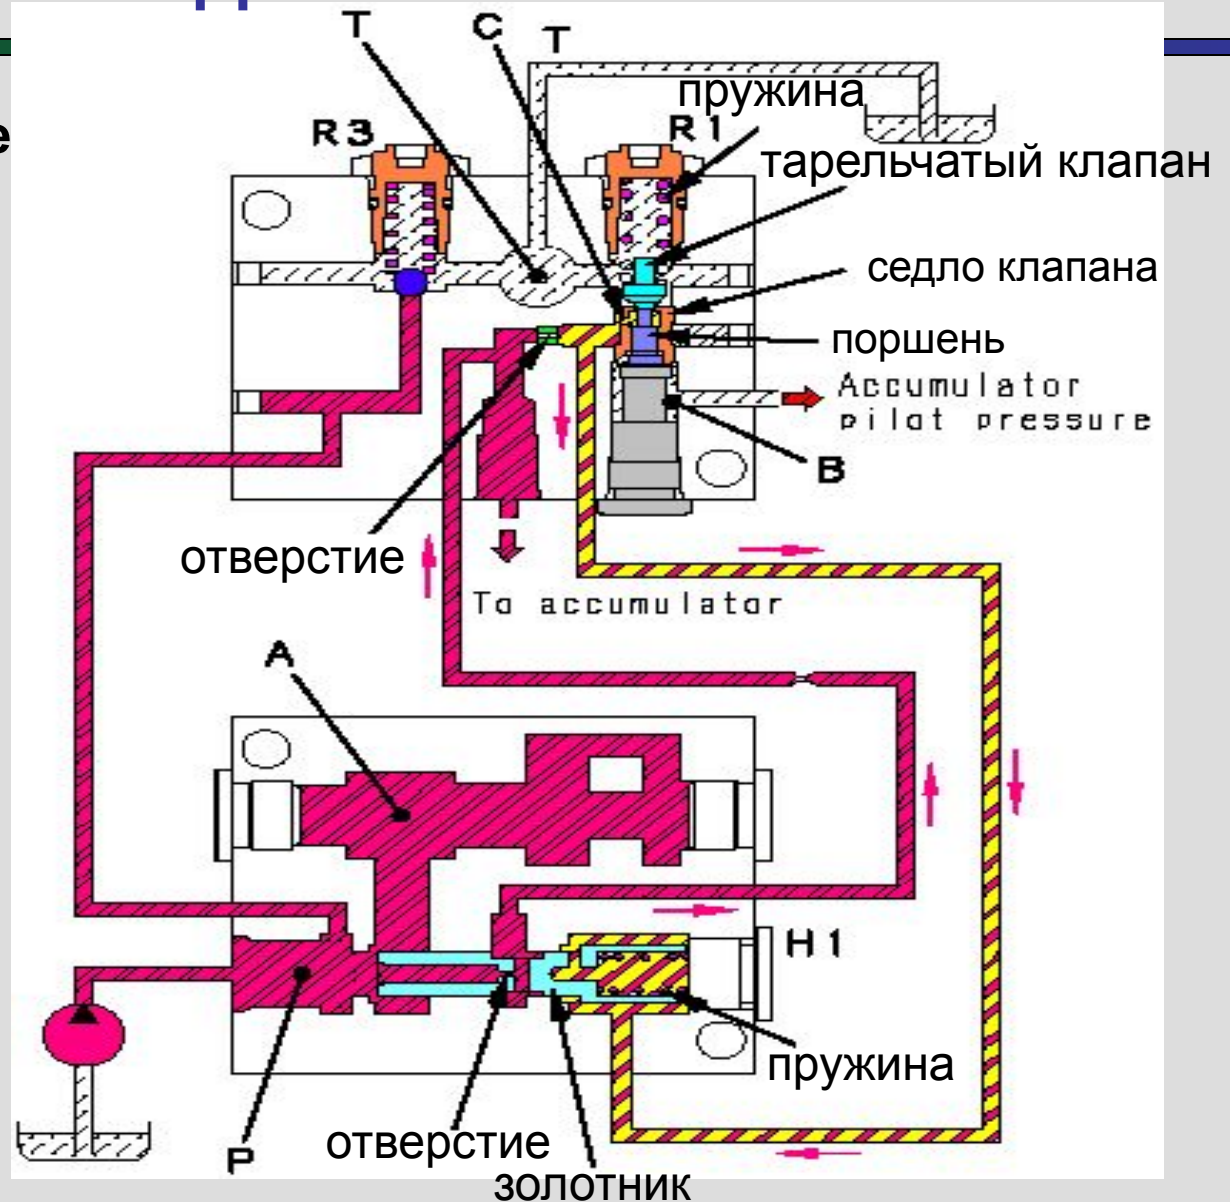 T
C
T
пружина
е
R3
R1
тарельчатый клапан
седло клапана
поршень
Accumulator
pilot pressure
B
отверстие
To accumulator
A
H1
пружина
отверстие
P
золотник